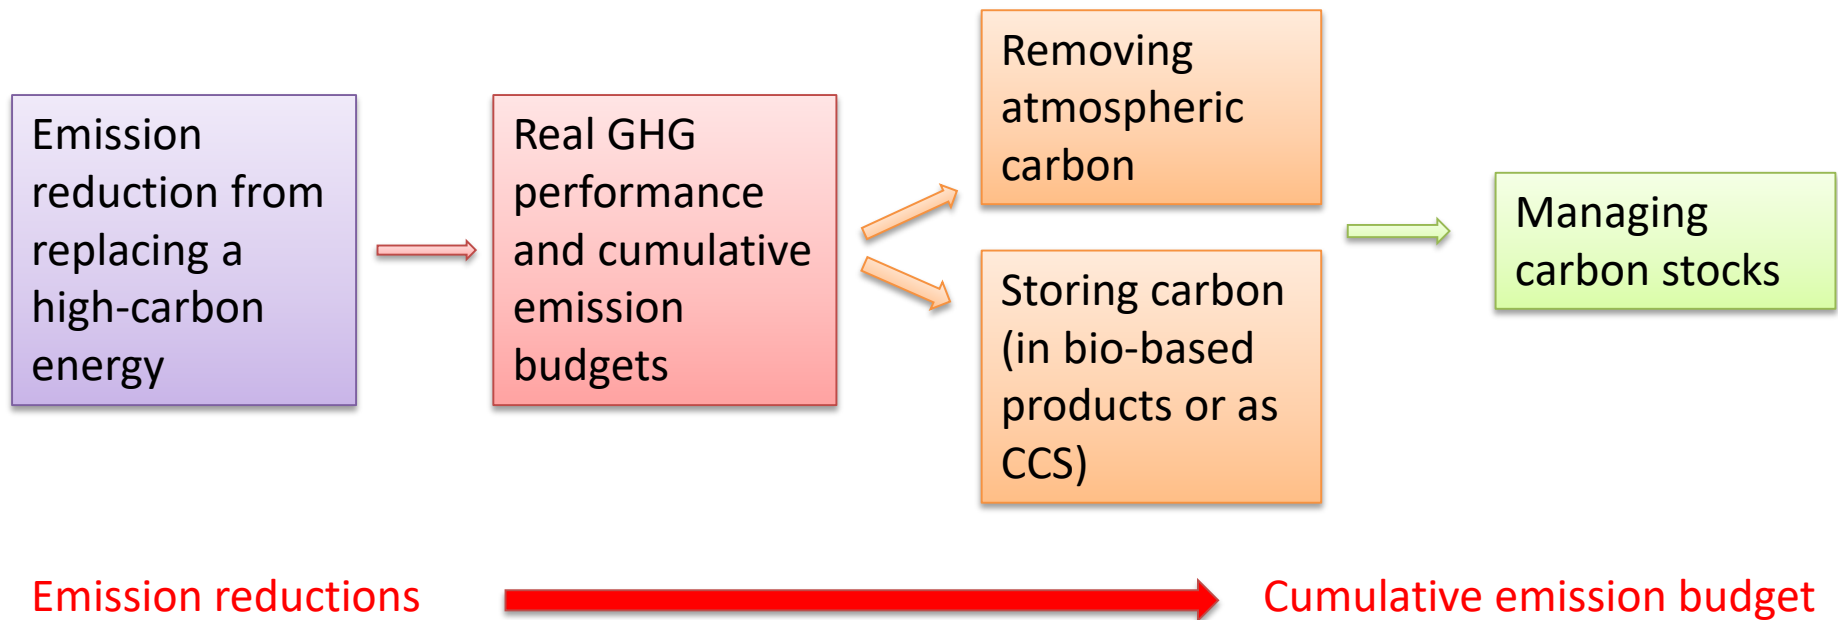 Emission
reduction from
replacing a
high-carbon
energy
Real GHG
performance
and cumulative
emission
budgets
Removing
atmospheric
carbon
Storing carbon
(in bio-based
products or as
CCS)
Managing
carbon stocks
Emission reductions
Cumulative emission budget